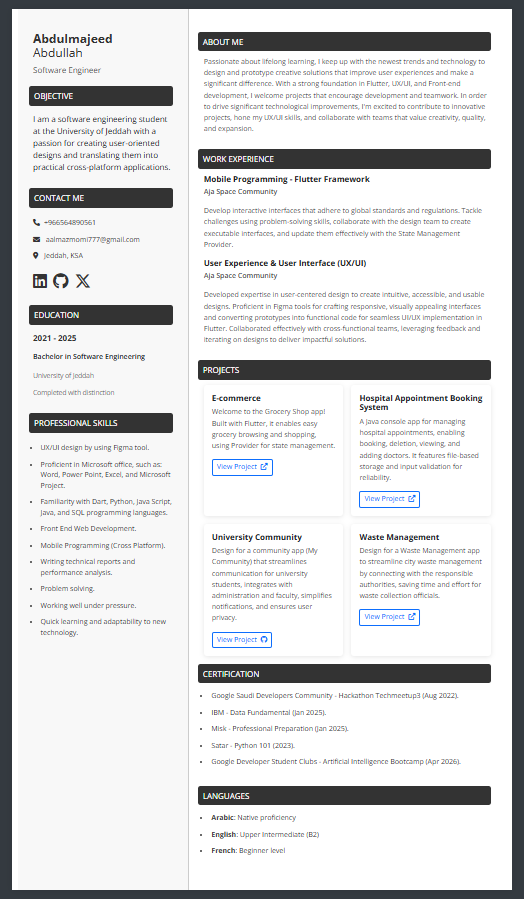 Abdulmajeed
Abdullah
Software Engineer
OBJECTIVE
I am a software engineering student
at the University of Jeddah with a
passion for creating user-oriented
designs and translating them into
practical cross-platform applications.
CONTACT ME
+966564890561
aalmazmomi777@gmail.com
Jeddah, KSA
EDUCATION
2021 - 2025
Bachelor in Software Engineering
University of Jeddah
Completed with distinction
PROFESSIONAL SKILLS
• UX/UI design by using Figma tool.
• Proficient in Microsoft office, such as:
Word, Power Point, Excel, and Microsoft
Project.
• Familiarity with Dart, Python, Java Script,
Java, and SQL programming languages.
• Front End Web Development.
• Mobile Programming (Cross Platform).
• Writing technical reports and
performance analysis.
• Problem solving.
• Working well under pressure.
• Quick learning and adaptability to new
technology.
ABOUT ME
Passionate about lifelong learning, I keep up with the newest trends and technology to
design and prototype creative solutions that improve user experiences and make a
significant difference. With a strong foundation in Flutter, UX/UI, and Front-end
development, I welcome projects that encourage development and teamwork. In order
to drive significant technological improvements, I'm excited to contribute to innovative
projects, hone my UX/UI skills, and collaborate with teams that value creativity, quality,
and expansion.
WORK EXPERIENCE
Mobile Programming - Flutter Framework
Aja Space Community
Develop interactive interfaces that adhere to global standards and regulations. Tackle
challenges using problem-solving skills, collaborate with the design team to create
executable interfaces, and update them effectively with the State Management
Provider.
User Experience & User Interface (UX/UI)
Aja Space Community
Developed expertise in user-centered design to create intuitive, accessible, and usable
designs. Proficient in Figma tools for crafting responsive, visually appealing interfaces
and converting prototypes into functional code for seamless UI/UX implementation in
Flutter. Collaborated effectively with cross-functional teams, leveraging feedback and
iterating on designs to deliver impactful solutions.
PROJECTS
E-commerce
Welcome to the Grocery Shop app!
Built with Flutter, it enables easy
grocery browsing and shopping,
using Provider for state management.
View Project
Hospital Appointment Booking
System
A Java console app for managing
hospital appointments, enabling
booking, deletion, viewing, and
adding doctors. It features file-based
storage and input validation for
reliability.
View Project
University Community
Design for a community app (My
Community) that streamlines
communication for university
students, integrates with
administration and faculty, simplifies
notifications, and ensures user
privacy.
View Project
Waste Management
Design for a Waste Management app
to streamline city waste management
by connecting with the responsible
authorities, saving time and effort for
waste collection officials.
View Project
CERTIFICATION
• Google Saudi Developers Community - Hackathon Techmeetup3 (Aug 2022).
• IBM - Data Fundamental (Jan 2025).
• Misk - Professional Preparation (Jan 2025).
• Satar - Python 101 (2023).
• Google Developer Student Clubs - Artificial Intelligence Bootcamp (Apr 2026).
LANGUAGES
• Arabic: Native proficiency
• English: Upper Intermediate (B2)
• French: Beginner level